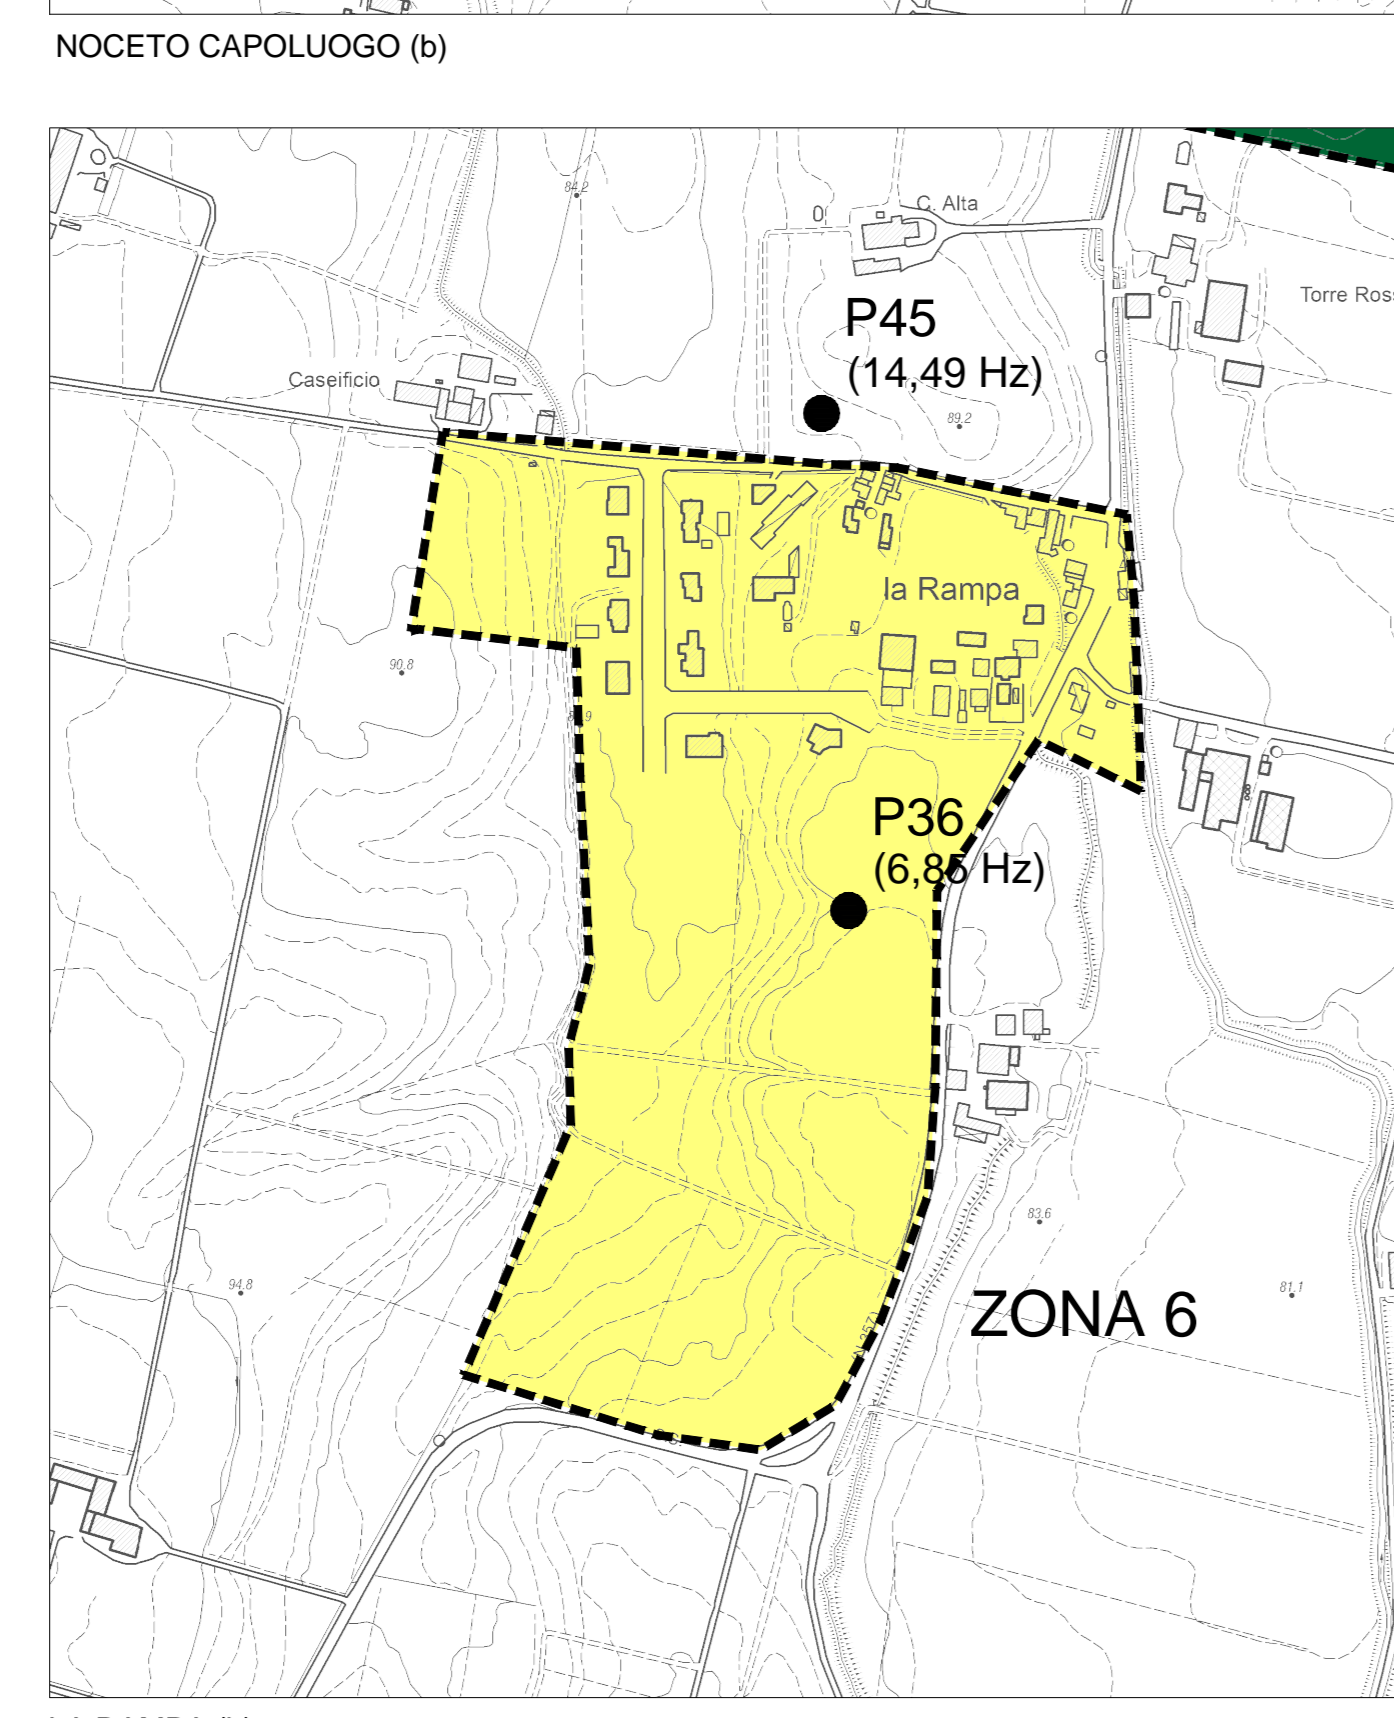 NOCETO CAPOLUOGO (b)
84.2
0
C. Alta
Torre Ros
P45
(14,49 Hz)
Caseificio
89.2
la Rampa
90.8
P36
(6,85 Hz)
83.6
94.8
ZONA 6
81.1